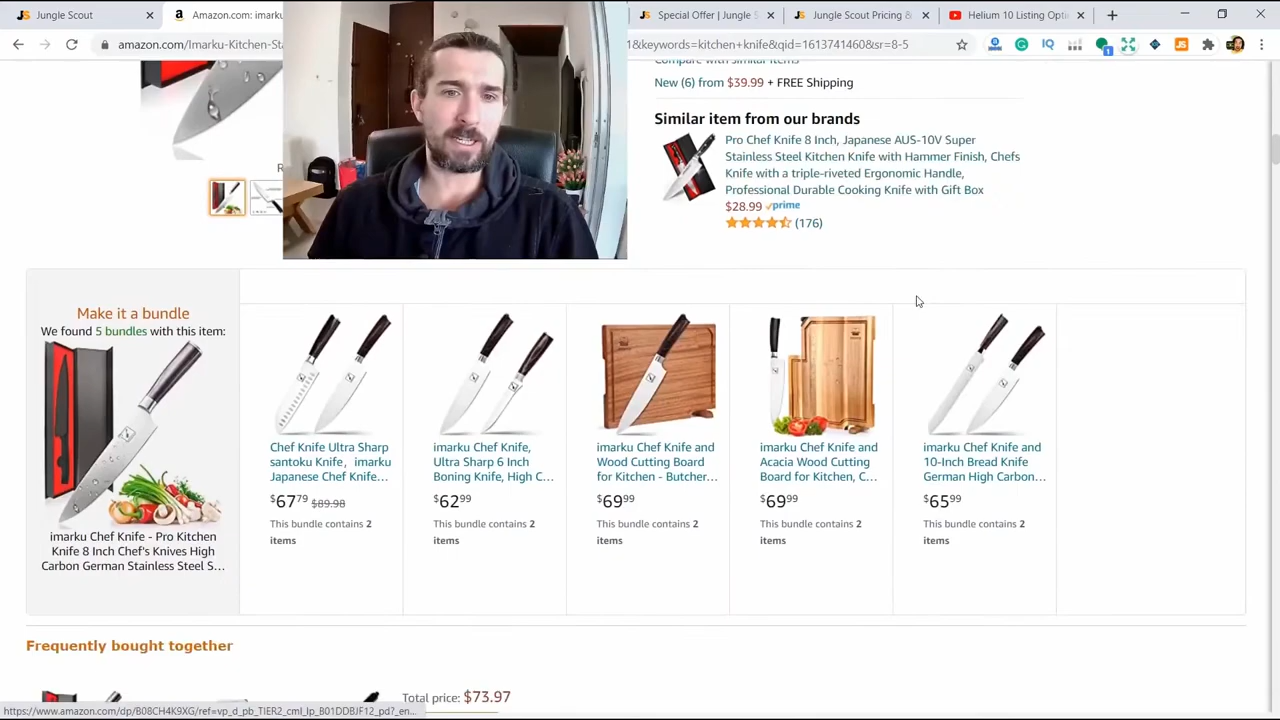 Jungle Scout
Amazon.com: imarku
Special Offer | Jungle S
Jungle Scout Pricing &
Helium 10 Listing Opti
amazon.com/Imarku-Kitchen-Sta
1&keywords=kitchen+knife&qid=1613741460&sr=8-5
Compare with similar items
New (6) from $39.99 + FREE Shipping
Similar item from our brands
Pro Chef Knife 8 Inch, Japanese AUS-10V Super
Stainless Steel Kitchen Knife with Hammer Finish, Chefs
Knife with a triple-riveted Ergonomic Handle,
Professional Durable Cooking Knife with Gift Box
$28.99 prime
(176)
R
Make it a bundle
We found 5 bundles with this item:
imarku Chef Knife - Pro Kitchen
Knife 8 Inch Chef's Knives High
Carbon German Stainless Steel S...
Chef Knife Ultra Sharp
santoku Knife, imarku
Japanese Chef Knife...
$67 79 $89.98
This bundle contains 2
items
imarku Chef Knife,
Ultra Sharp 6 Inch
Boning Knife, High C...
$62 99
This bundle contains 2
items
imarku Chef Knife and
Wood Cutting Board
for Kitchen - Butcher...
$69 99
This bundle contains 2
items
imarku Chef Knife and
Acacia Wood Cutting
Board for Kitchen, C...
$69 99
This bundle contains 2
items
imarku Chef Knife and
10-Inch Bread Knife
German High Carbon...
$65 99
This bundle contains 2
items
Frequently bought together
Total price: $73.97
https://www.amazon.com/dp/B08CH4K9XG/ref=vp_d_pb_TIER2_cml_lp_B01DDBJF12_pd?_en...